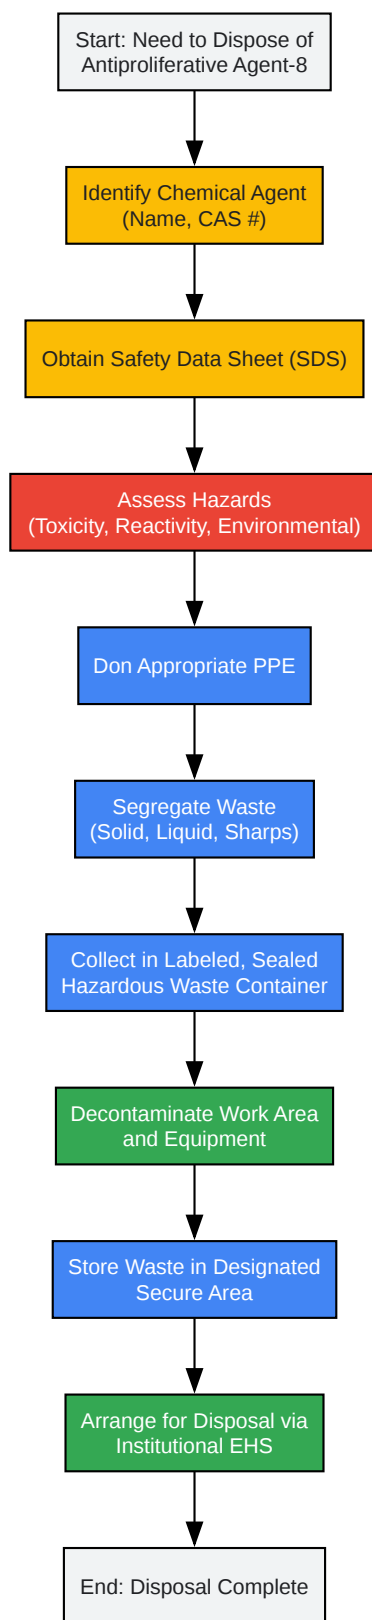 Start: Need to Dispose of
Antiproliferative Agent-8
Identify Chemical Agent
(Name, CAS #)
Obtain Safety Data Sheet (SDS)
Assess Hazards
(Toxicity, Reactivity, Environmental)
Don Appropriate PPE
Segregate Waste
(Solid, Liquid, Sharps)
Collect in Labeled, Sealed
Hazardous Waste Container
Decontaminate Work Area
and Equipment
Store Waste in Designated
Secure Area
Arrange for Disposal via
Institutional EHS
End: Disposal Complete